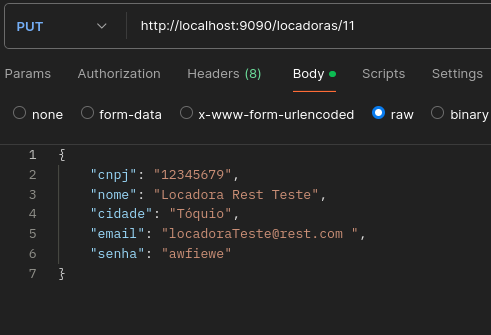 PUT http://localhost:9090/locadoras/11
Params Authorization Headers (8) Body Scripts Settings
none form-data x-www-form-urlencoded raw binary
1 {
2 "cnpj": "12345679",
3 "nome": "Locadora Rest Teste",
4 "cidade": "Tóquio",
5 "email": "locadoraTeste@rest.com ",
6 "senha": "awfiewe"
7 }